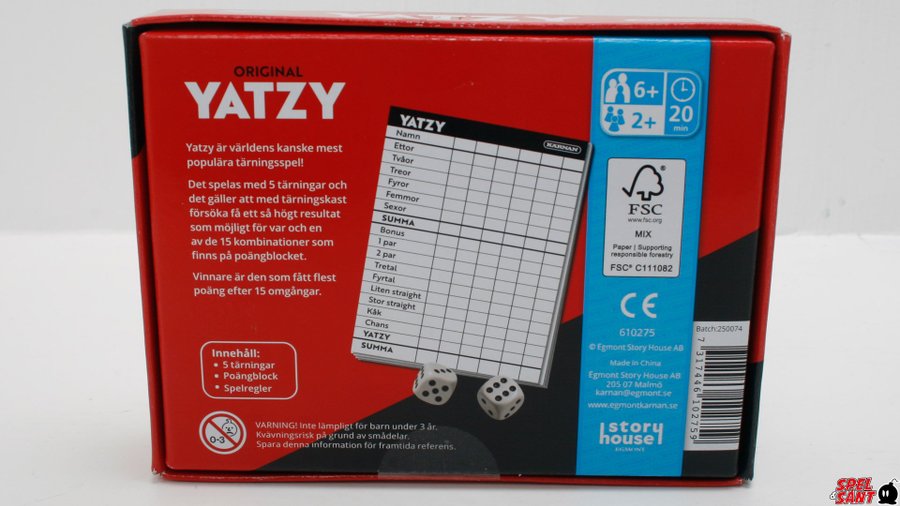 ORIGINAL
YATZY
Yatzy är världens kanske mest
populära tärningsspel!
Det spelas med 5 tärningar och
det gäller att med tärningskast
försöka få ett så högt resultat
som möjligt för var och en
av de 15 kombinationer som
finns på poängblocket.
Vinnare är den som fått flest
poäng efter 15 omgångar.
Innehåll:
• 5 tärningar
• Poängblock
• Spelregler
0-3
VARNING! Inte lämpligt för barn under 3 år.
Kvävningsrisk på grund av smådelar.
Spara denna information för framtida referens.
YATZY
KÄRNAN
Namn
Ettor
Tvåor
Treor
Fyror
Femmor
Sexor
SUMMA
Bonus
1 par
2 par
Tretal
Fyrtal
Liten straight
Stor straight
Kåk
Chans
YATZY
SUMMA
6+
2+
20
min
FSC
www.fsc.org
MIX
Paper | Supporting
responsible forestry
FSC® C111082
CE
610275
© Egmont Story House AB
Made in China
Egmont Story House AB
205 07 Malmö
karnan@egmont.se
www.egmontkarnan.se
story
house
EGMONT
Batch:250074
7 317446 102759
SPEL
SANT